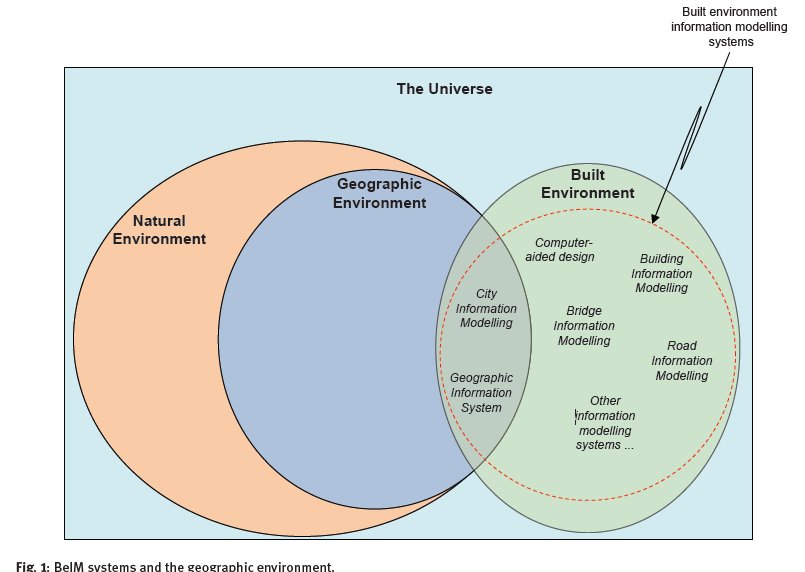 Built environment
information modelling
systems
The Universe
Built
Environment
Geographic
Environment
Natural
Environment
Computer-
aided design
Building
Information
Modelling
City
Information
Modelling
Bridge
Information
Modelling
Road
Information
Modelling
Geographic
Information
System
Other
information
modelling
systems ...
Fig. 1: BeIM systems and the geographic environment.